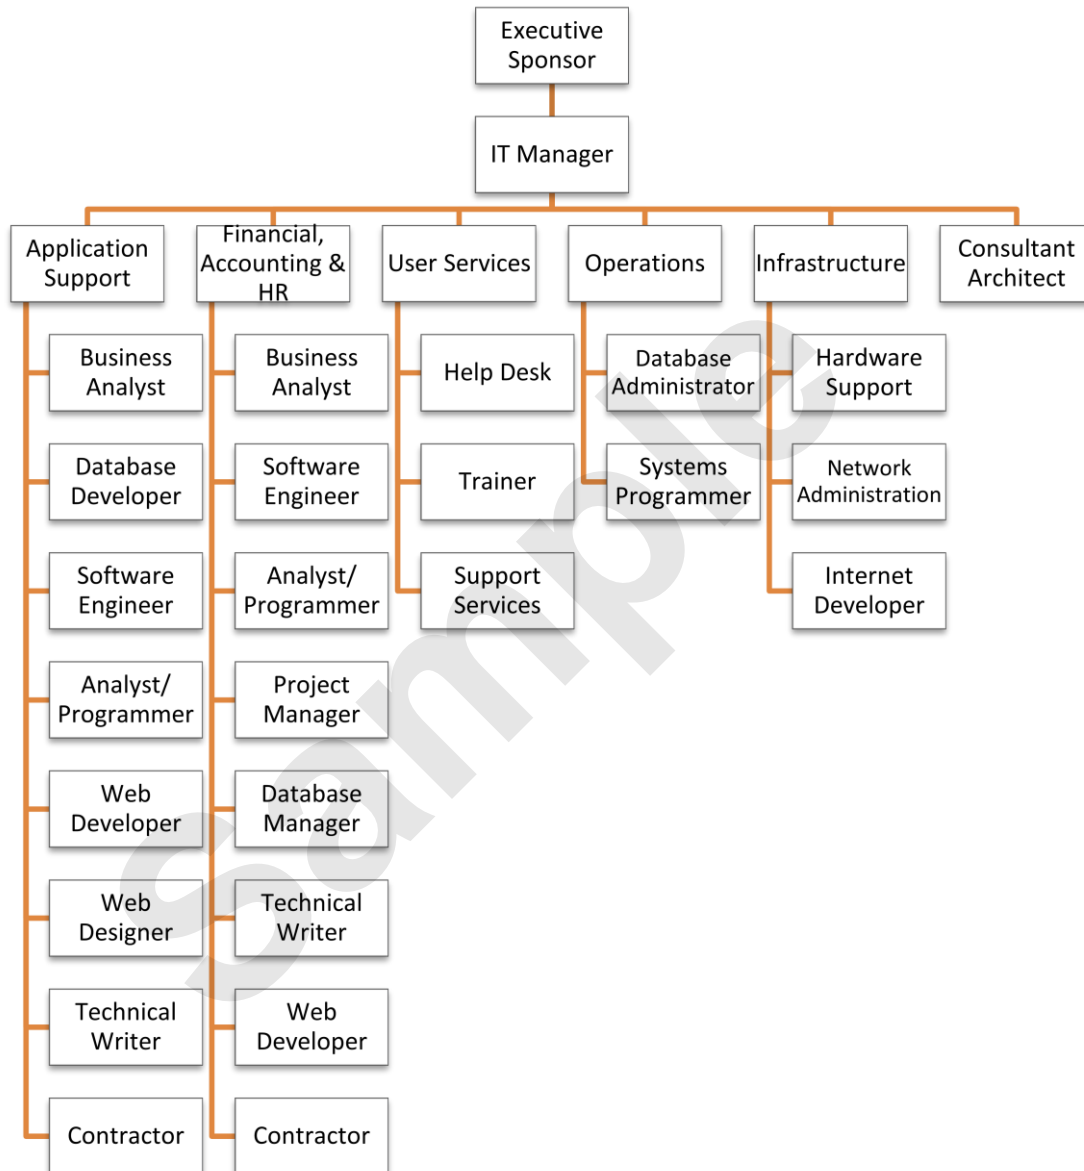 Executive
Sponsor
IT Manager
Application
Support
Financial,
Accounting &
HR
User Services
Operations
Infrastructure
Consultant
Architect
Business
Analyst
Database
Developer
Software
Engineer
Analyst/
Programmer
Web
Developer
Web
Designer
Technical
Writer
Contractor
Business
Analyst
Software
Engineer
Analyst/
Programmer
Project
Manager
Database
Manager
Technical
Writer
Web
Developer
Contractor
Help Desk
Trainer
Support
Services
Database
Administrator
Systems
Programmer
Hardware
Support
Network
Administration
Internet
Developer
Sample